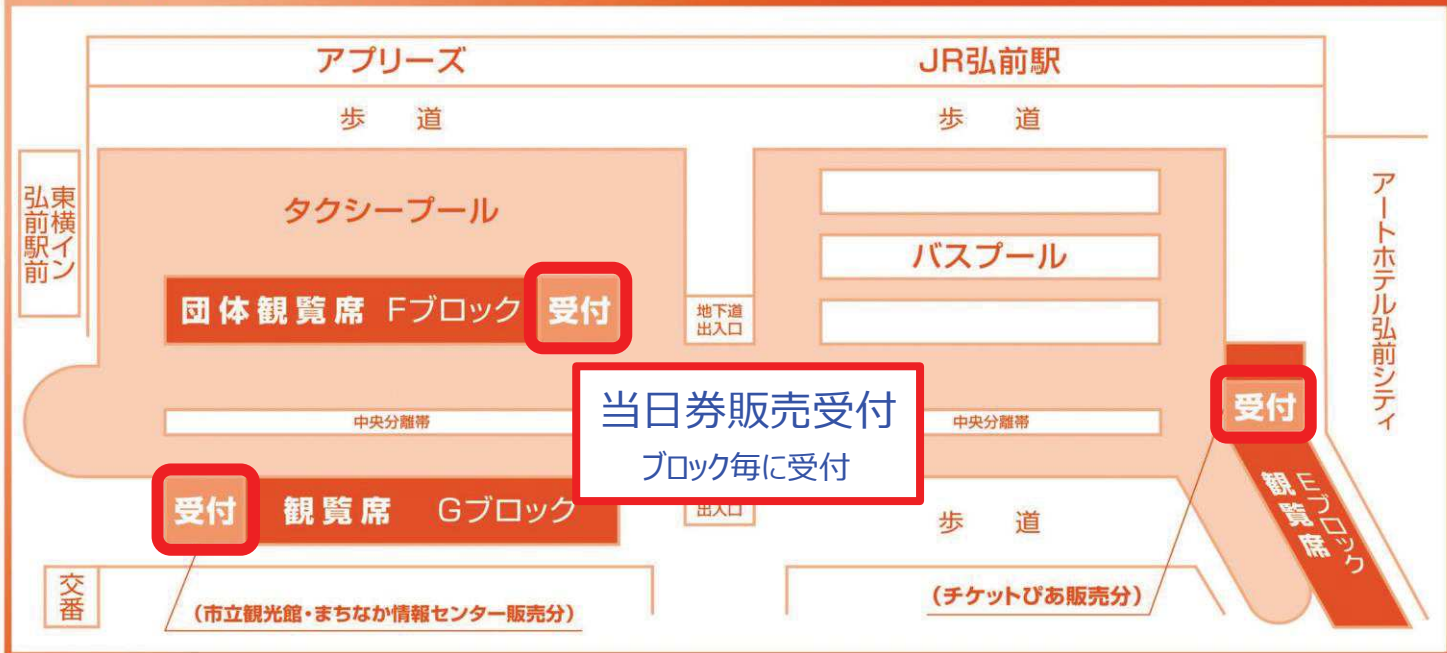 アプリーズ
JR弘前駅
歩 道
歩 道
東横イン
弘前駅前
タクシープール
バスプール
アートホテル弘前シティ
団体観覧席 Fブロック 受付
地下道
出入口
当日券販売受付
ブロック毎に受付
中央分離帯
中央分離帯
受付
受付 観覧席 Gブロック
出入口
歩 道
Eブロック
観覧席
交番
(市立観光館・まちなか情報センター販売分)
(チケットぴあ販売分)